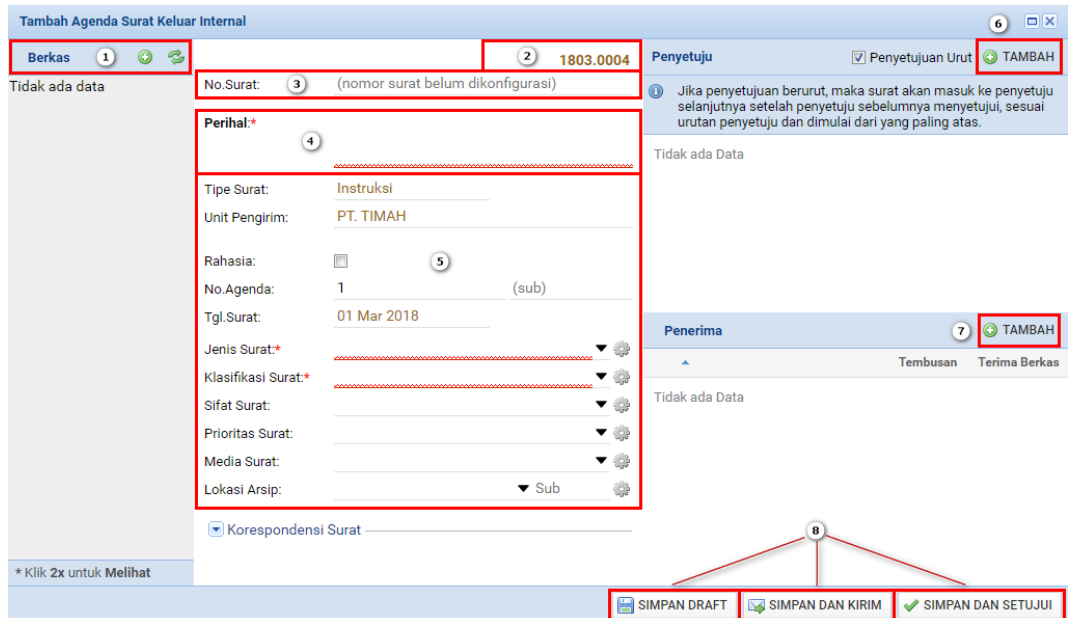 Tambah Agenda Surat Keluar Internal
6
Berkas 1
Tidak ada data
* Klik 2x untuk Melihat
2 1803.0004
No.Surat: 3 (nomor surat belum dikonfigurasi)
Perihal:*
4
Tipe Surat: Instruksi
Unit Pengirim: PT. TIMAH
Rahasia: 5
No.Agenda: 1 (sub)
Tgl.Surat: 01 Mar 2018
Jenis Surat:*
Klasifikasi Surat:*
Sifat Surat:
Prioritas Surat:
Media Surat:
Lokasi Arsip: Sub
Korespondensi Surat
Penyetuju Penyetujuan Urut TAMBAH
Jika penyetujuan berurut, maka surat akan masuk ke penyetuju
selanjutnya setelah penyetuju sebelumnya menyetujui, sesuai
urutan penyetuju dan dimulai dari yang paling atas.
Tidak ada Data
Penerima 7 TAMBAH
Tembusan Terima Berkas
Tidak ada Data
8
SIMPAN DRAFT SIMPAN DAN KIRIM SIMPAN DAN SETUJUI